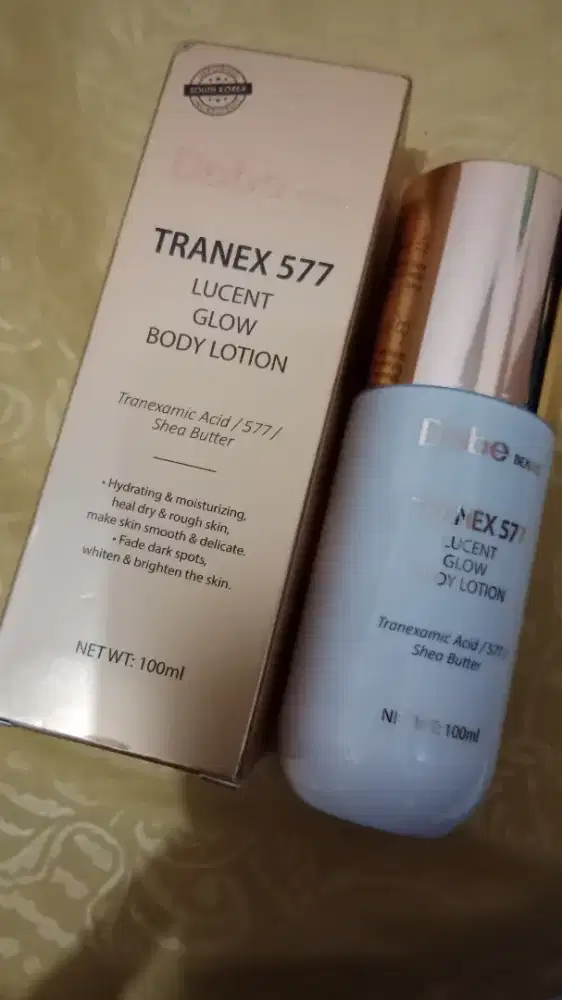 SOUTH KOREA
TRANEX 577
LUCENT
GLOW
BODY LOTION
Tranexamic Acid / 577 /
Shea Butter
• Hydrating & moisturizing,
heal dry & rough skin,
make skin smooth & delicate.
• Fade dark spots,
whiten & brighten the skin.
NET WT: 100ml
NEX 577
LUCENT
GLOW
ODY LOTION
Tranexamic Acid / 577 /
Shea Butter
100ml